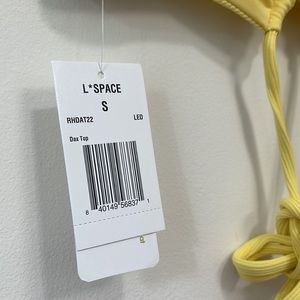 L*SPACE
S
RHDAT22 LED
Dax Top
8 40149 56837 1